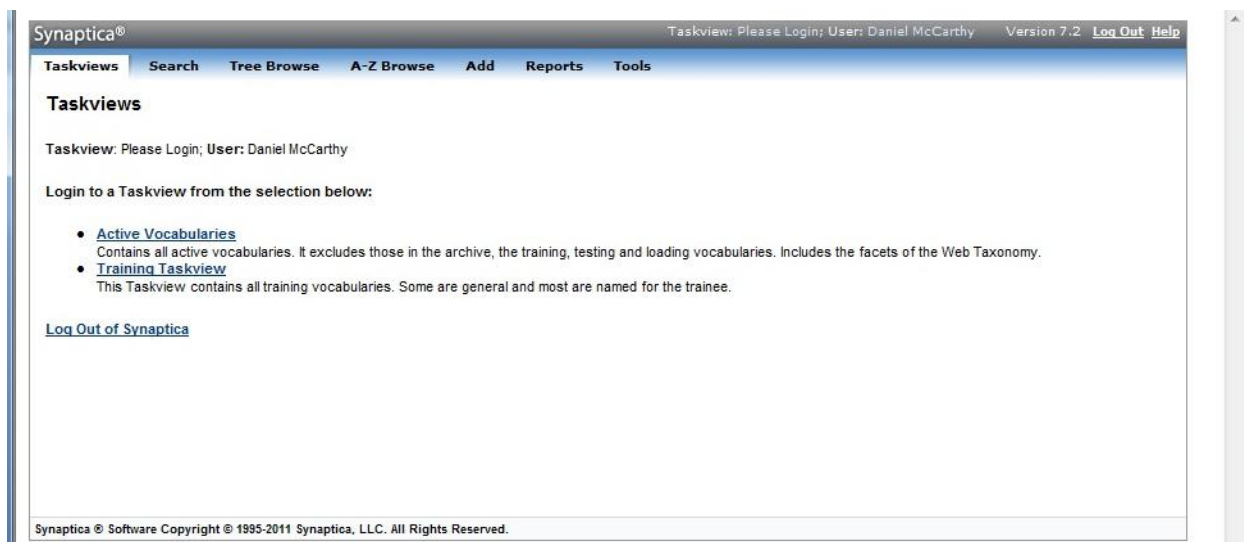 Synaptica® Taskview: Please Login; User: Daniel McCarthy Version 7.2 Log Out Help
Taskviews Search Tree Browse A-Z Browse Add Reports Tools
Taskviews
Taskview: Please Login; User: Daniel McCarthy
Login to a Taskview from the selection below:
• Active Vocabularies
Contains all active vocabularies. It excludes those in the archive, the training, testing and loading vocabularies. Includes the facets of the Web Taxonomy.
• Training Taskview
This Taskview contains all training vocabularies. Some are general and most are named for the trainee.
Log Out of Synaptica
Synaptica ® Software Copyright © 1995-2011 Synaptica, LLC. All Rights Reserved.